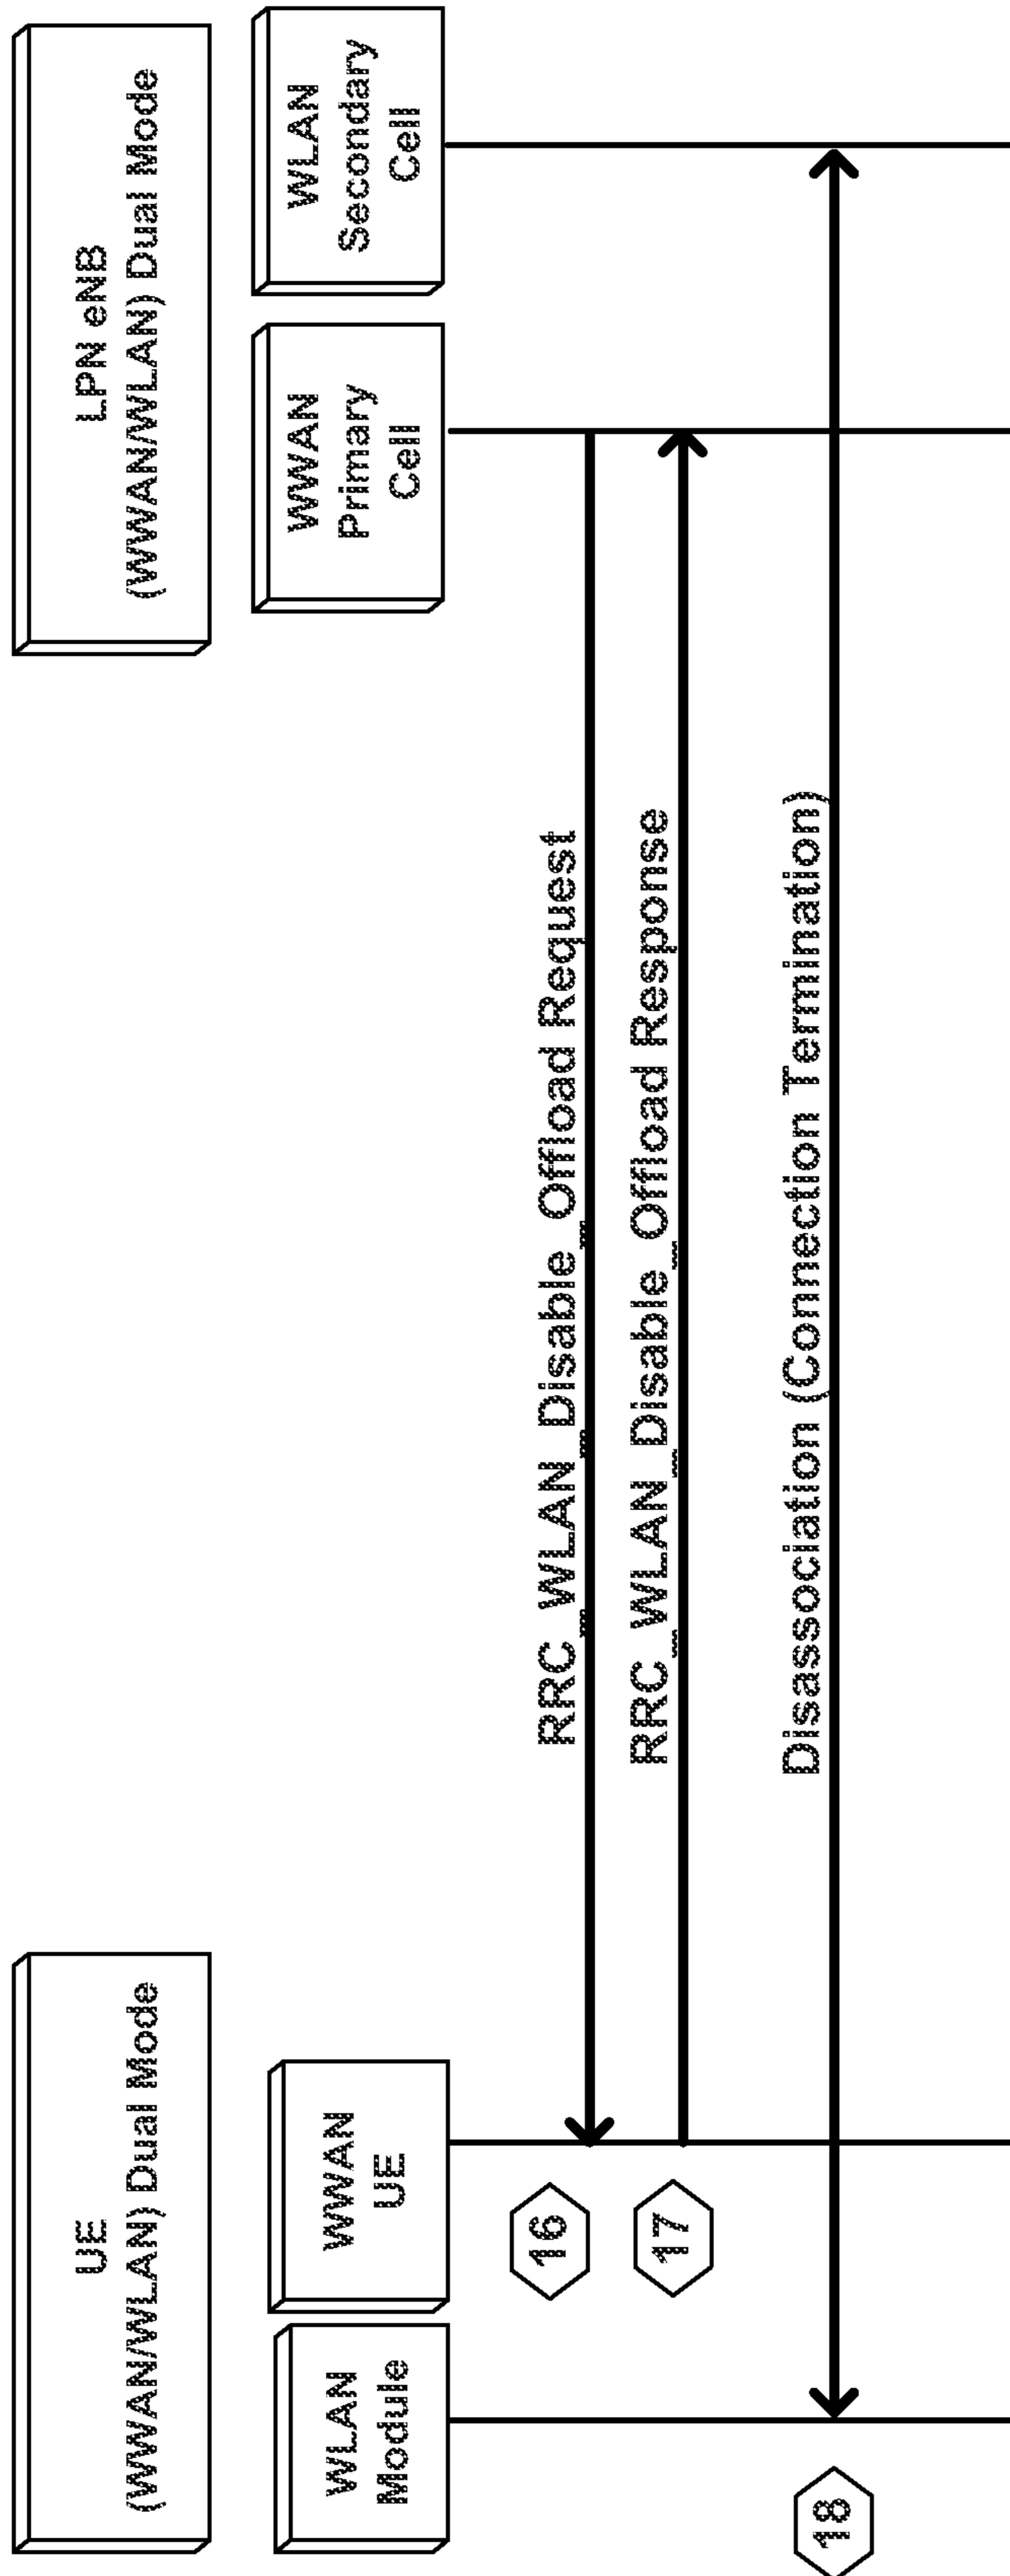 UE
(WWAN/WLAN) Dual Mode
LPN eNB
(WWAN/WLAN) Dual Mode
WLAN
Module
WWAN
UE
WWAN
Primary
Cell
WLAN
Secondary
Cell
16
RRC_WLAN_Disable_Offload Request
17
RRC_WLAN_Disable_Offload Response
18
Disassociation (Connection Termination)